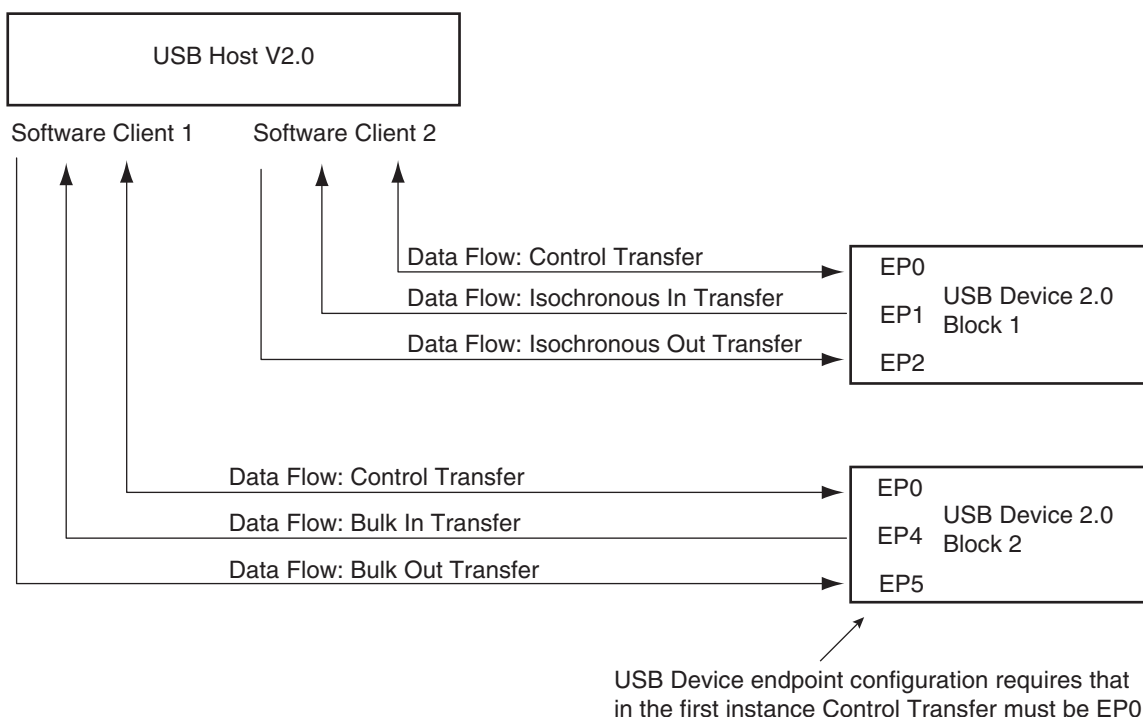 USB Host V2.0
Software Client 1
Software Client 2
Data Flow: Control Transfer
Data Flow: Isochronous In Transfer
Data Flow: Isochronous Out Transfer
EP0
EP1
EP2
USB Device 2.0
Block 1
Data Flow: Control Transfer
Data Flow: Bulk In Transfer
Data Flow: Bulk Out Transfer
EP0
EP4
EP5
USB Device 2.0
Block 2
USB Device endpoint configuration requires that
in the first instance Control Transfer must be EP0